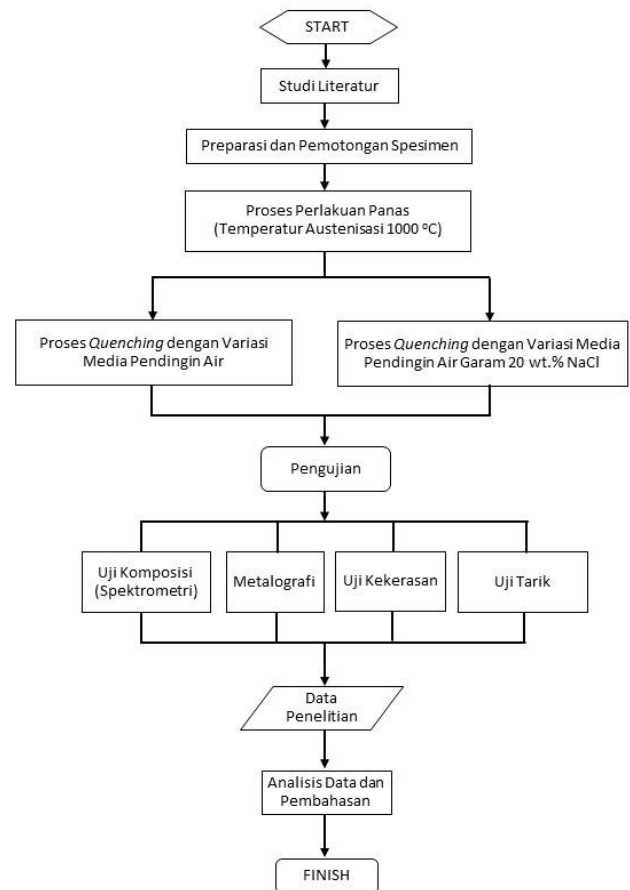 START
Studi Literatur
Preparasi dan Pemotongan Spesimen
Proses Perlakuan Panas
(Temperatur Austenisasi 1000 °C)
Proses Quenching dengan Variasi
Media Pendingin Air
Proses Quenching dengan Variasi Media
Pendingin Air Garam 20 wt.% NaCl
Pengujian
Uji Komposisi
(Spektrometri)
Metalografi
Uji Kekerasan
Uji Tarik
Data
Penelitian
Analisis Data dan
Pembahasan
FINISH